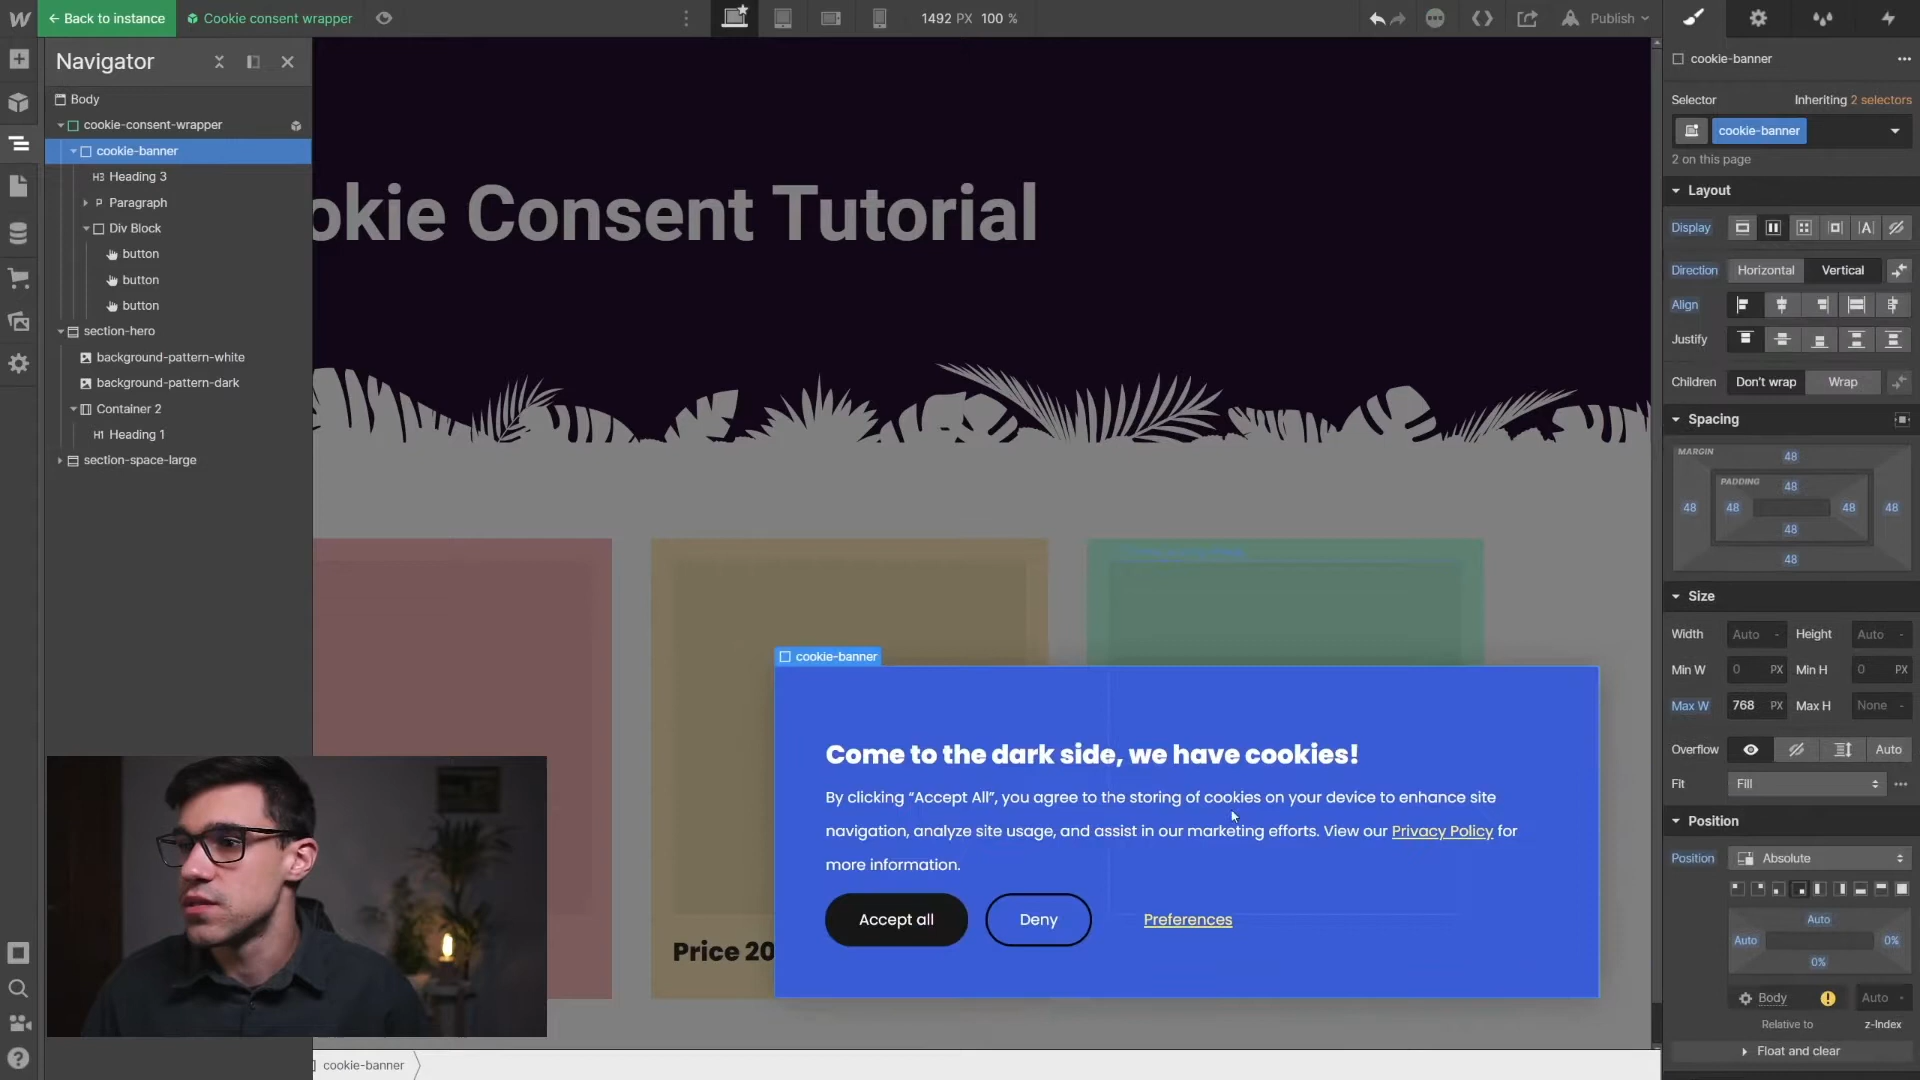 Back to instance
Cookie consent wrapper
1492 PX 100 %
Publish
Navigator
Body
cookie-consent-wrapper
cookie-banner
H3 Heading 3
P Paragraph
Div Block
button
button
button
section-hero
background-pattern-white
background-pattern-dark
Container 2
H1 Heading 1
section-space-large
okie Consent Tutorial
Price 20
cookie-banner
Come to the dark side, we have cookies!
By clicking “Accept All”, you agree to the storing of cookies on your device to enhance site
navigation, analyze site usage, and assist in our marketing efforts. View our Privacy Policy for
more information.
Accept all
Deny
Preferences
cookie-banner
cookie-banner
Selector
Inheriting 2 selectors
cookie-banner
2 on this page
Layout
Display
Direction Horizontal Vertical
Align
Justify
Children Don't wrap Wrap
Spacing
MARGIN
48
PADDING
48
48 48 48 48
48
48
Size
Width Auto - Height Auto -
Min W 0 PX Min H 0 PX
Max W 768 PX Max H None -
Overflow Auto
Fit Fill
Position
Position Absolute
Auto
Auto 0%
0%
Body Auto -
Relative to z-Index
Float and clear